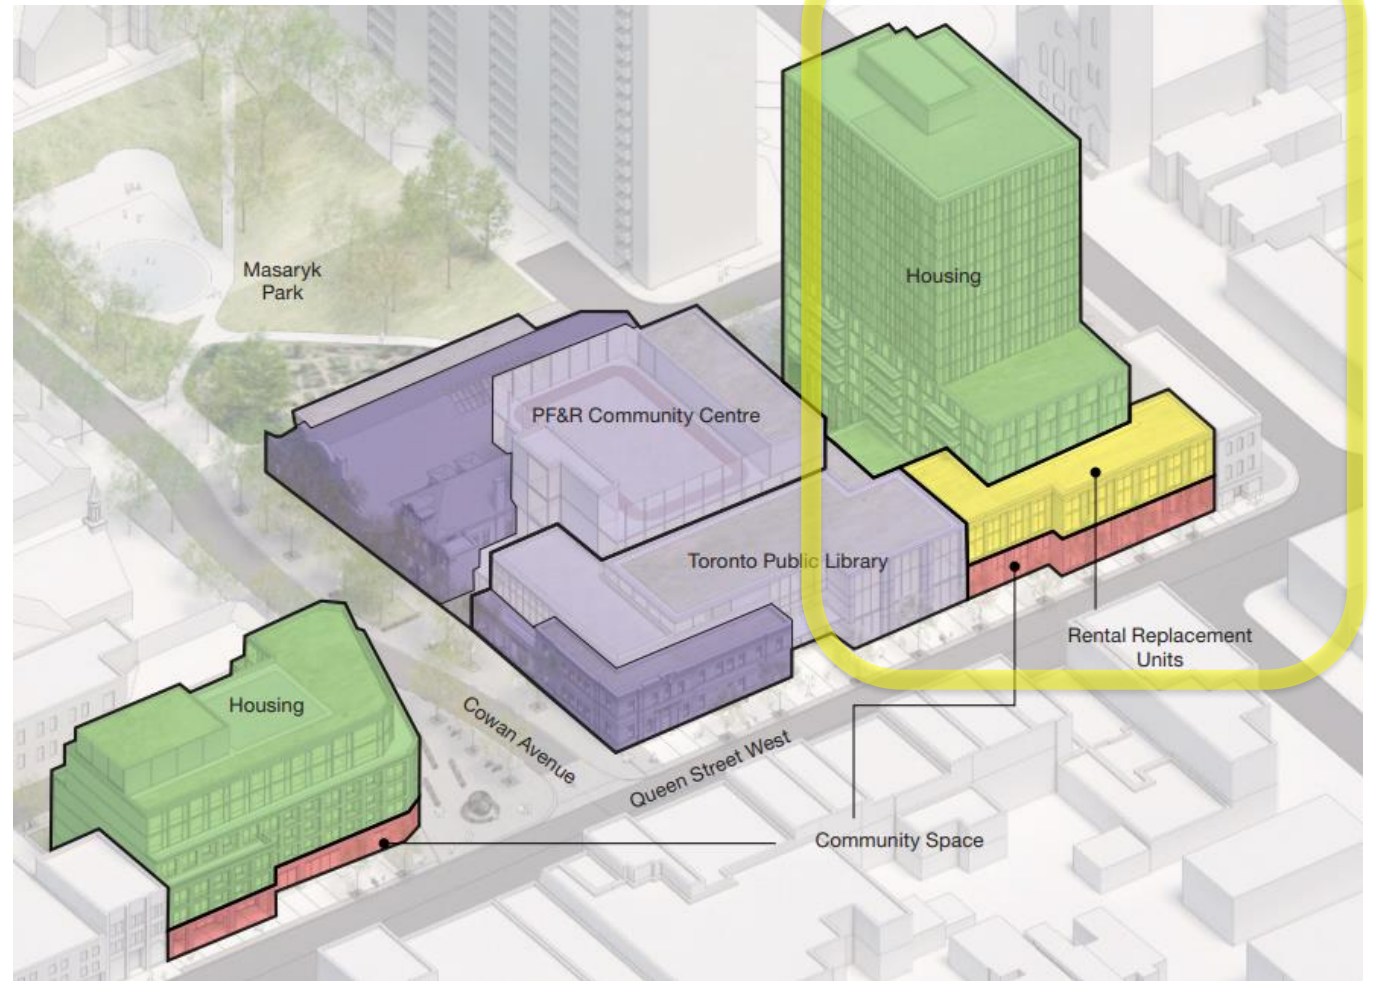 Housing
Masaryk
Park
PF&R Community Centre
Toronto Public Library
Rental Replacement
Units
Housing
Cowan Avenue
Queen Street West
Community Space